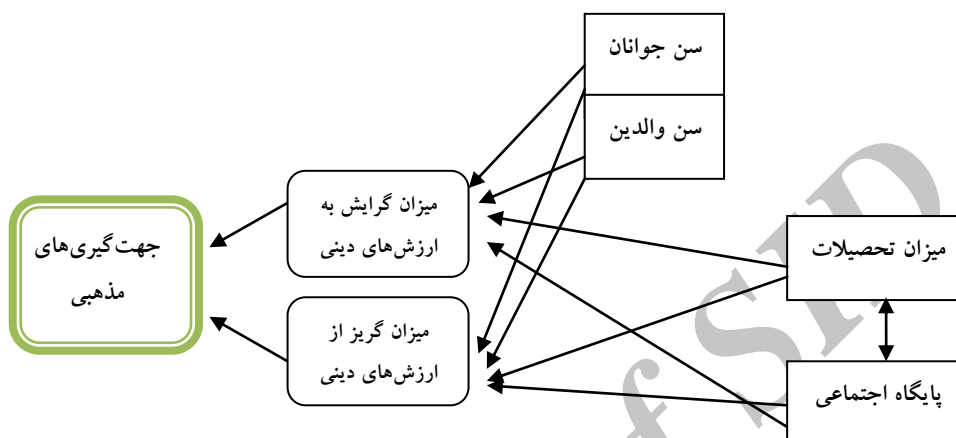 سن جوانان
سن والدین
میزان گرایش به
ارزش‌های دینی
جهت‌گیری‌های
مذهبی
میزان تحصیلات
میزان گریز از
ارزش‌های دینی
پایگاه اجتماعی
f SID